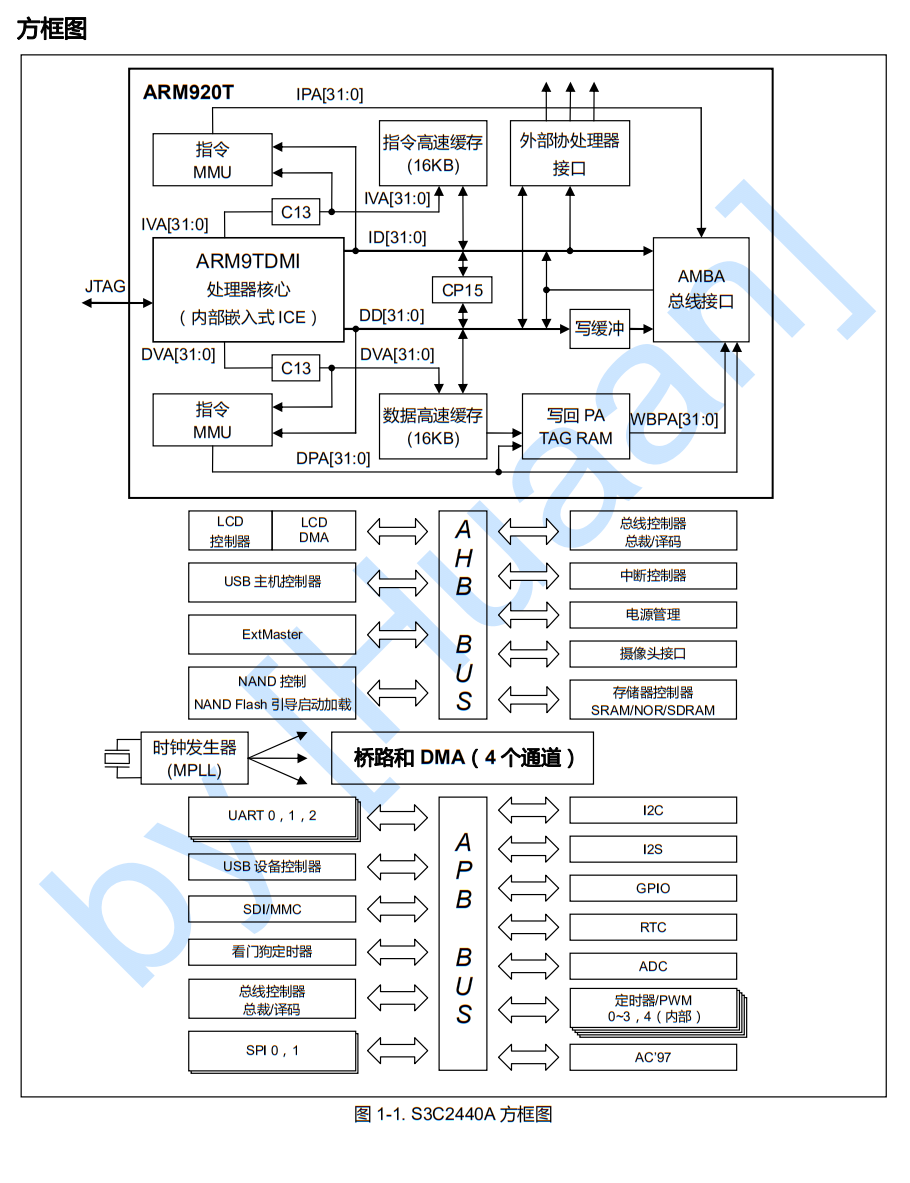 方框图
ARM920T
IPA[31:0]
指令
MMU
指令高速缓存
(16KB)
外部协处理器
接口
IVA[31:0]
C13
IVA[31:0]
ID[31:0]
ARM9TDMI
处理器核心
（内部嵌入式 ICE）
JTAG
CP15
AMBA
总线接口
DD[31:0]
写缓冲
DVA[31:0]
C13
DVA[31:0]
指令
MMU
数据高速缓存
(16KB)
写回 PA
TAG RAM
WBPA[31:0]
DPA[31:0]
LCD
控制器
LCD
DMA
USB 主机控制器
ExtMaster
NAND 控制
NAND Flash 引导启动加载
AHB BUS
总线控制器
总裁/译码
中断控制器
电源管理
摄像头接口
存储器控制器
SRAM/NOR/SDRAM
时钟发生器
(MPLL)
桥路和 DMA（4 个通道）
UART 0，1，2
USB 设备控制器
SDI/MMC
看门狗定时器
总线控制器
总裁/译码
SPI 0，1
APB BUS
I2C
I2S
GPIO
RTC
ADC
定时器/PWM
0~3，4（内部）
AC'97
图 1-1. S3C2440A 方框图
by [Huaan]